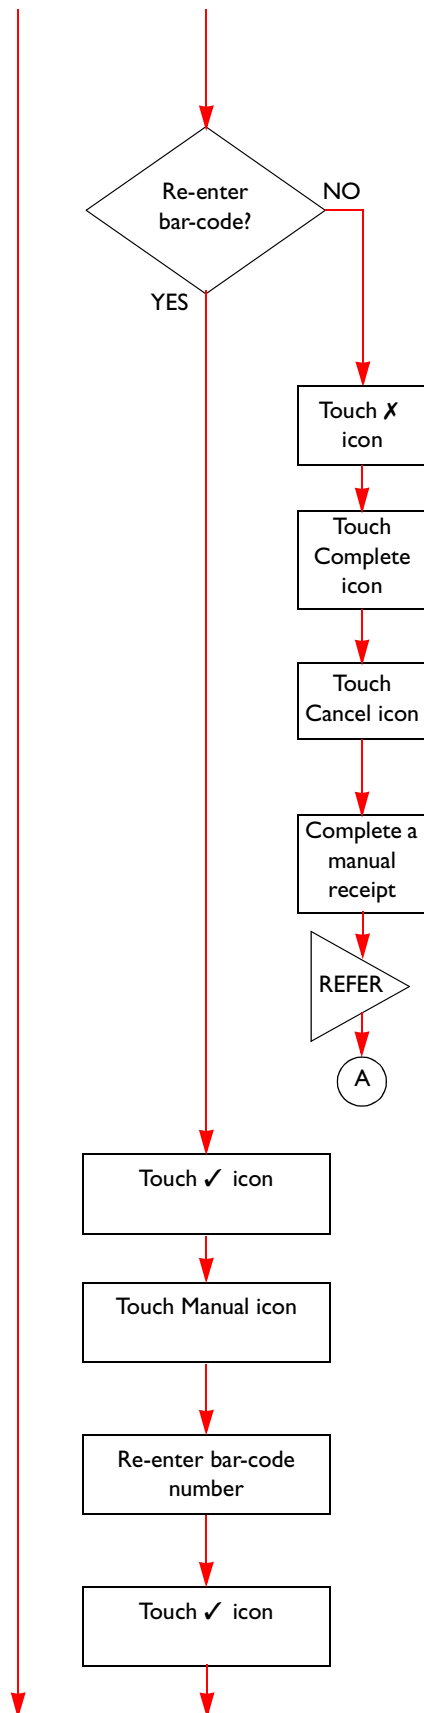 Re-enter
bar-code?
NO
YES
Touch ✗
icon
Touch
Complete
icon
Touch
Cancel icon
Complete a
manual
receipt
REFER
A
Touch ✓ icon
Touch Manual icon
Re-enter bar-code
number
Touch ✓ icon